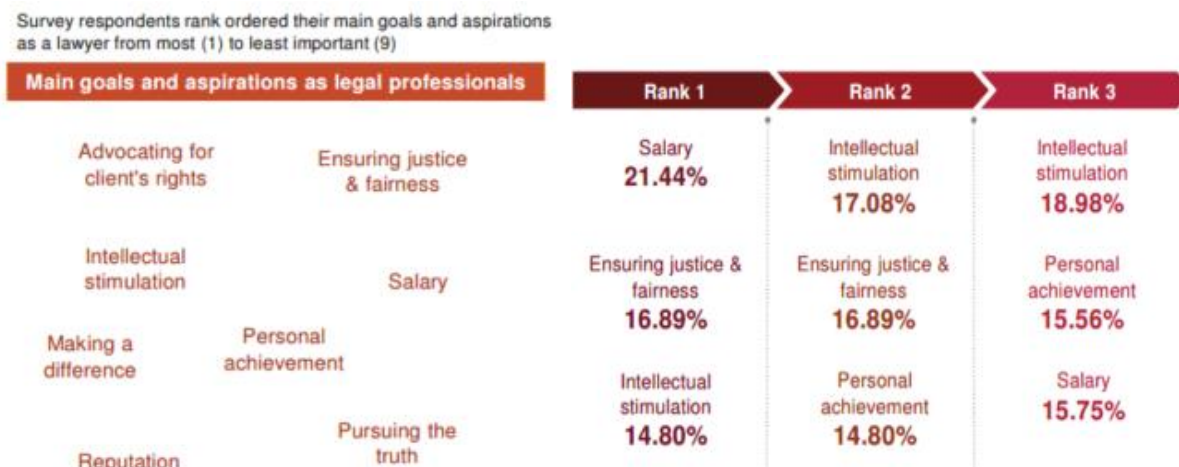 Survey respondents rank ordered their main goals and aspirations
as a lawyer from most (1) to least important (9)
Main goals and aspirations as legal professionals
Advocating for
client's rights
Ensuring justice
& fairness
Intellectual
stimulation
Salary
Making a
difference
Personal
achievement
Pursuing the
truth
Reputation
Rank 1
Rank 2
Rank 3
Salary
21.44%
Intellectual
stimulation
17.08%
Intellectual
stimulation
18.98%
Ensuring justice &
fairness
16.89%
Ensuring justice &
fairness
16.89%
Personal
achievement
15.56%
Intellectual
stimulation
14.80%
Personal
achievement
14.80%
Salary
15.75%